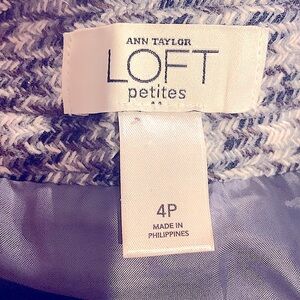 ANN TAYLOR
LOFT
petites
4P
MADE IN
PHILIPPINES